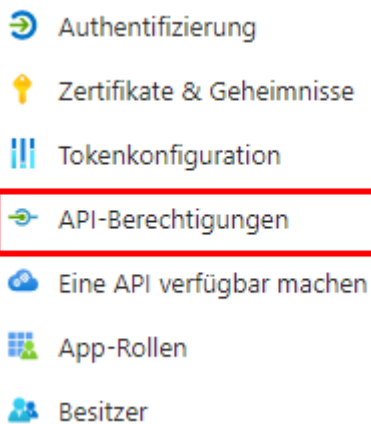 Authentifizierung
Zertifikate & Geheimnisse
Tokenkonfiguration
API-Berechtigungen
Eine API verfügbar machen
App-Rollen
Besitzer